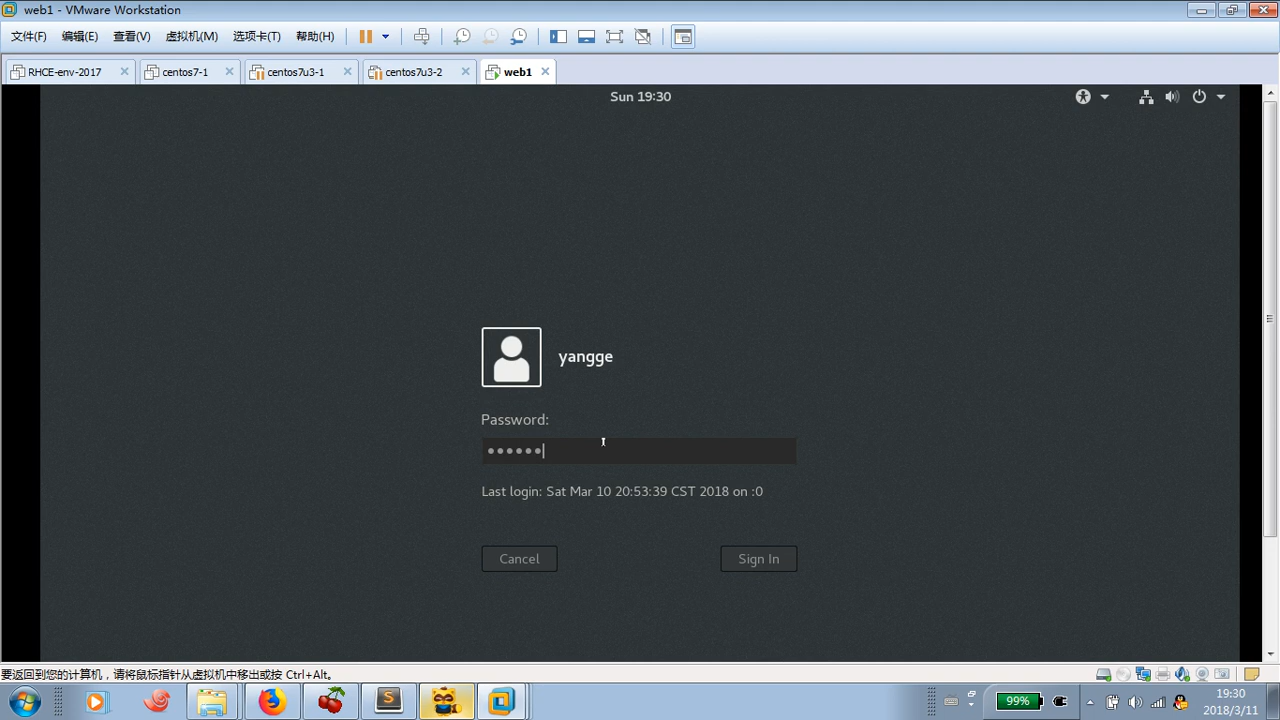 web1 - VMware Workstation
文件(F) 编辑(E) 查看(V) 虚拟机(M) 选项卡(T) 帮助(H)
RHCE-env-2017 centos7-1 centos7u3-1 centos7u3-2 web1
Sun 19:30
yangge
Password:
Last login: Sat Mar 10 20:53:39 CST 2018 on :0
Cancel Sign In
要返回到您的计算机，请将鼠标指针从虚拟机中移出或按 Ctrl+Alt。
99%
19:30
2018/3/11